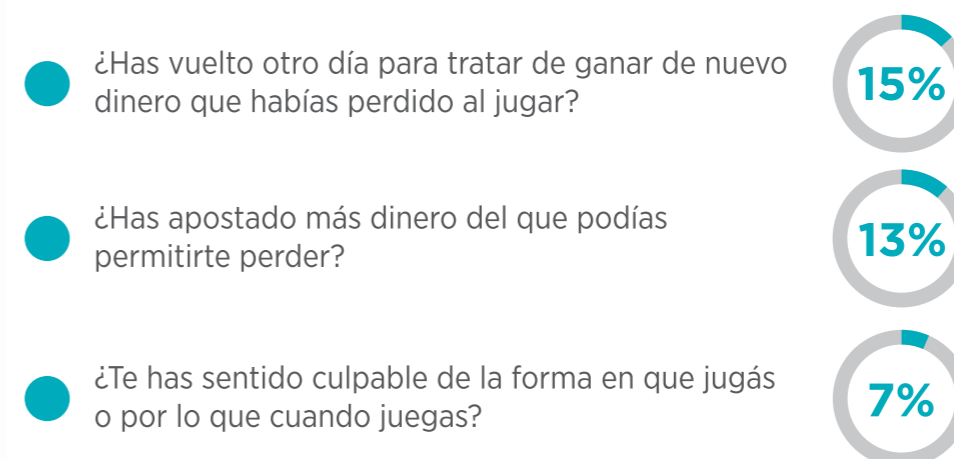 ¿Has vuelto otro día para tratar de ganar de nuevo
dinero que habías perdido al jugar?
15%
¿Has apostado más dinero del que podías
permitirte perder?
13%
¿Te has sentido culpable de la forma en que jugás
o por lo que cuando juegas?
7%